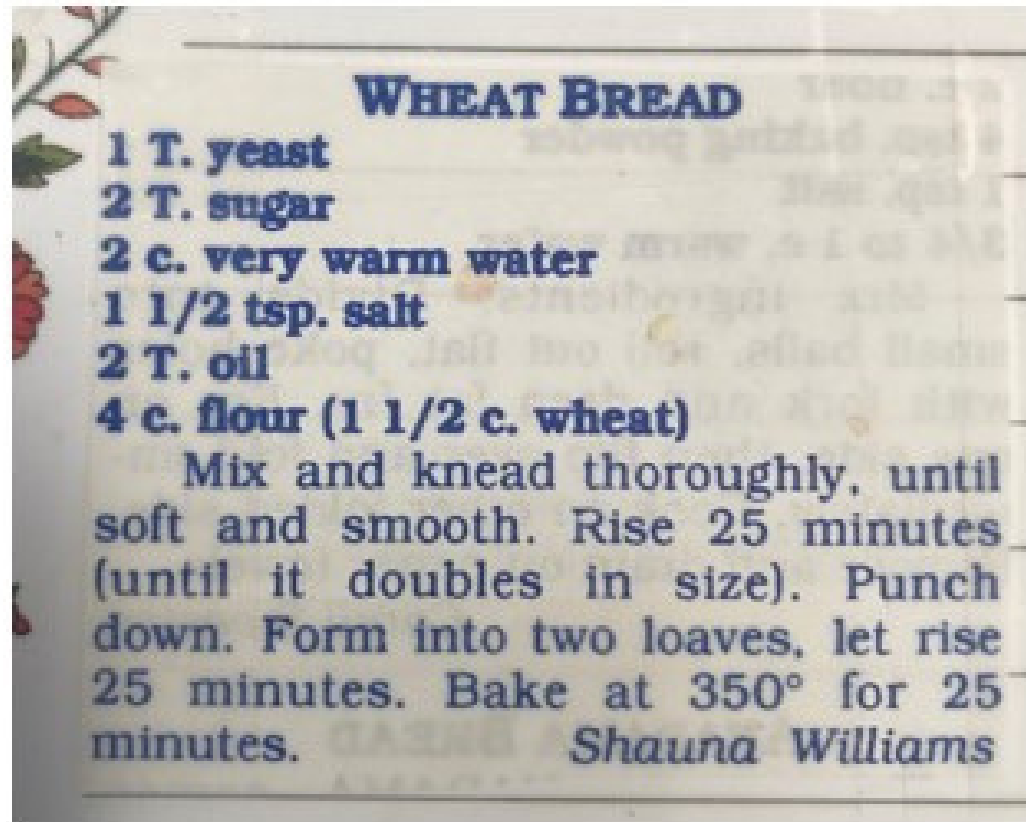 WHEAT BREAD
1 T. yeast
2 T. sugar
2 c. very warm water
1 1/2 tsp. salt
2 T. oil
4 c. flour (1 1/2 c. wheat)
Mix and knead thoroughly, until
soft and smooth. Rise 25 minutes
(until it doubles in size). Punch
down. Form into two loaves, let rise
25 minutes. Bake at 350° for 25
minutes. Shauna Williams